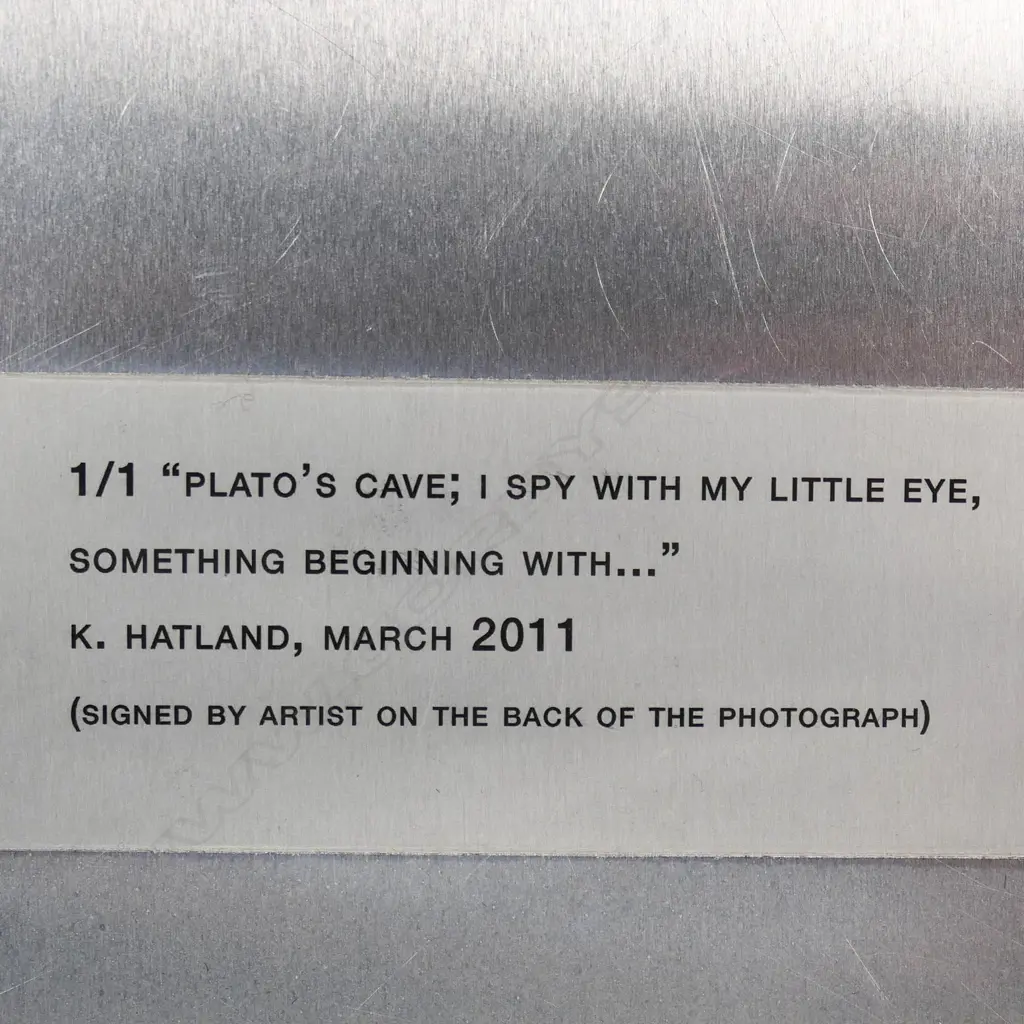 1/1 “PLATO’S CAVE; I SPY WITH MY LITTLE EYE,
SOMETHING BEGINNING WITH...”
K. HATLAND, MARCH 2011
(SIGNED BY ARTIST ON THE BACK OF THE PHOTOGRAPH)